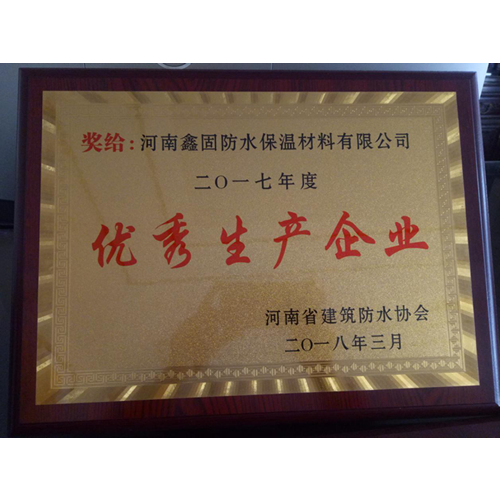 奖给:河南鑫固防水保温材料有限公司
二〇一七年度
优秀生产企业
河南省建筑防水协会
二〇一八年三月